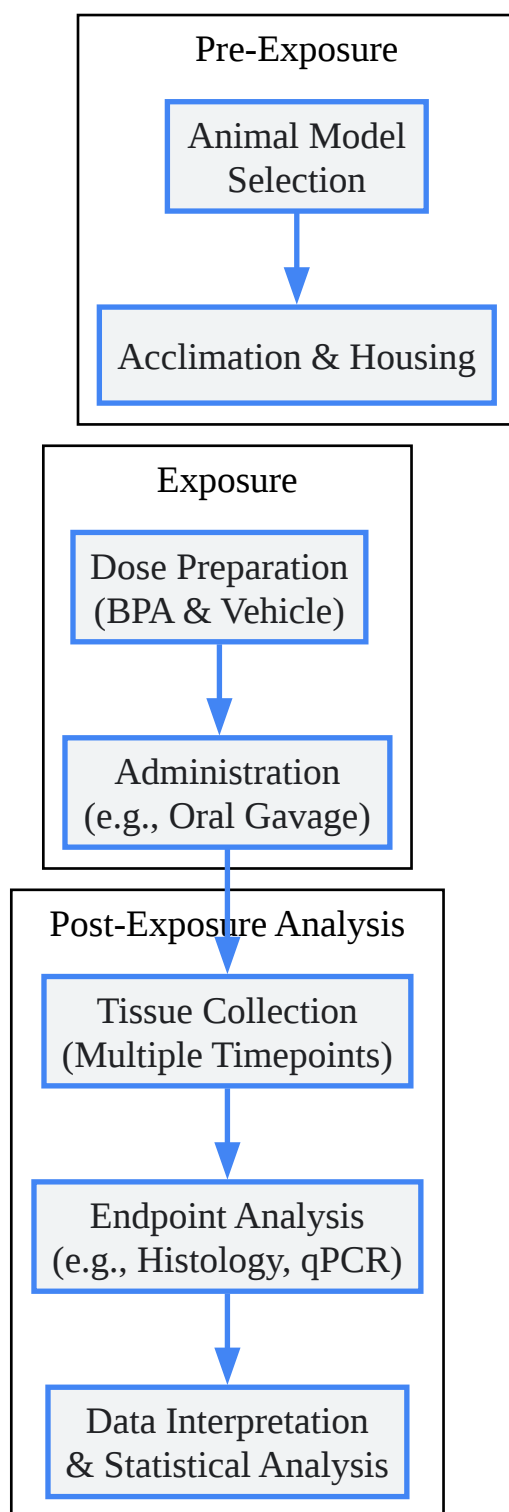 Pre-Exposure
Animal Model
Selection
Acclimation & Housing
Exposure
Dose Preparation
(BPA & Vehicle)
Administration
(e.g., Oral Gavage)
Post-Exposure Analysis
Tissue Collection
(Multiple Timepoints)
Endpoint Analysis
(e.g., Histology, qPCR)
Data Interpretation
& Statistical Analysis